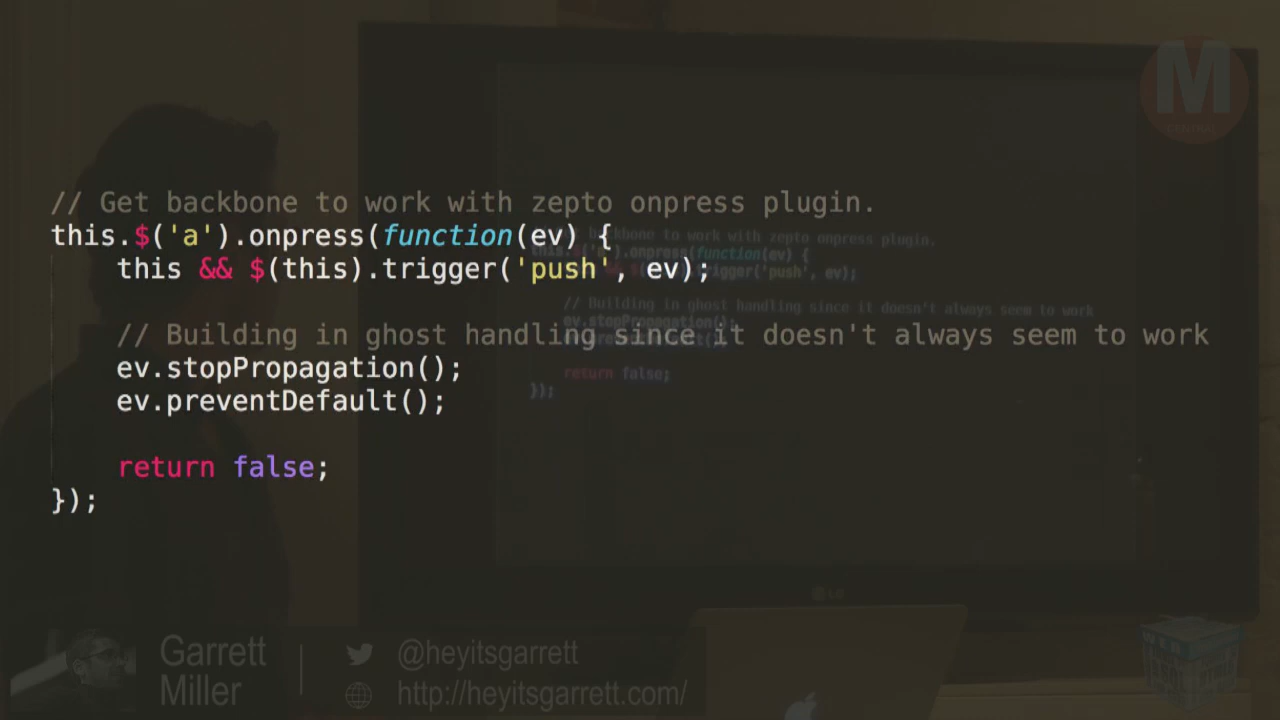 // Get backbone to work with zepto onpress plugin.
this.$('a').onpress(function(ev) {
this && $(this).trigger('push', ev);
// Building in ghost handling since it doesn't always seem to work
ev.stopPropagation();
ev.preventDefault();
return false;
});
M
CENTRAL
LG
Garrett
Miller
@heyitsgarrett
http://heyitsgarrett.com/